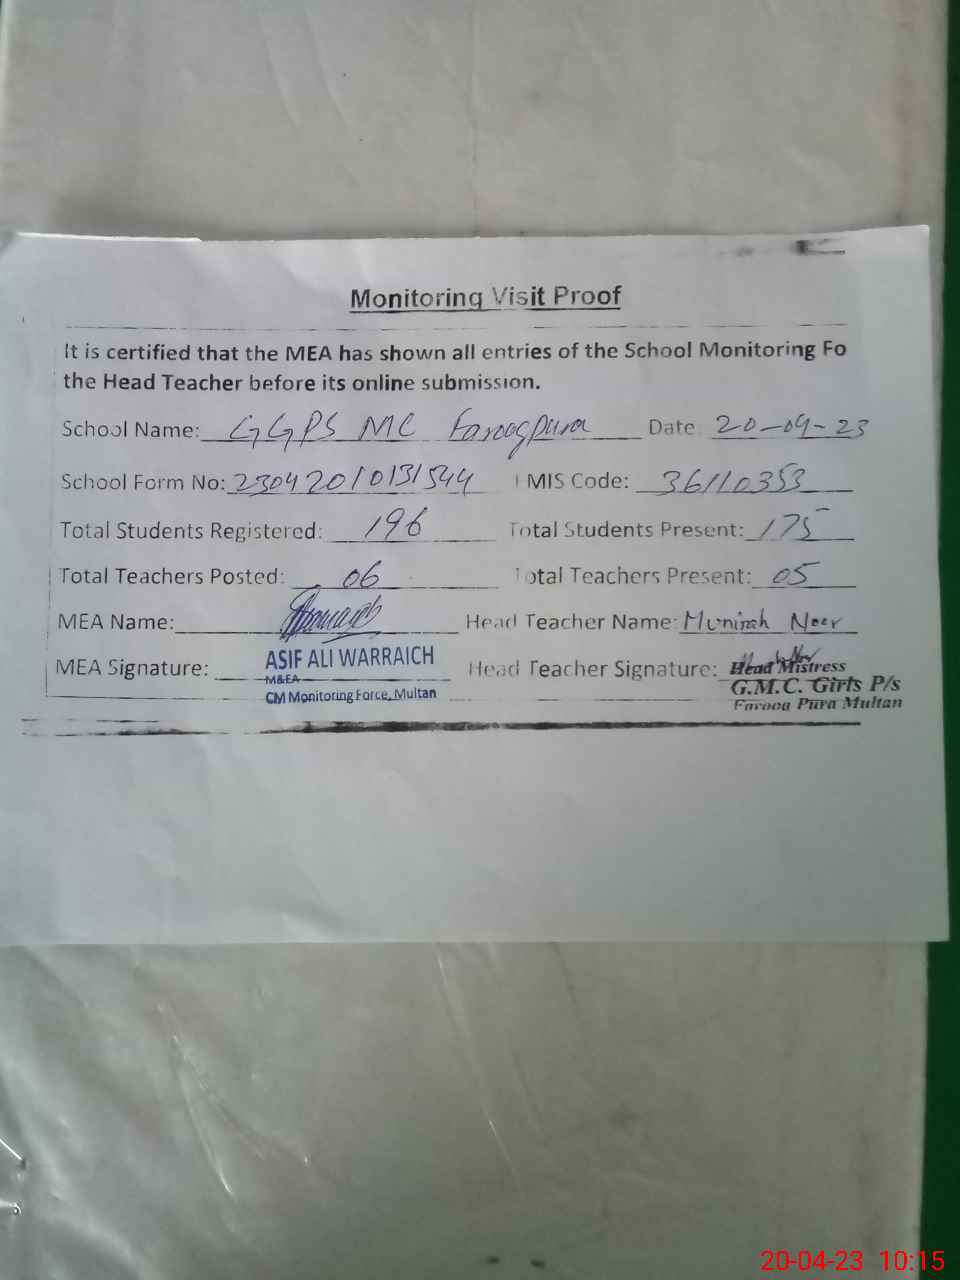 Monitoring Visit Proof
It is certified that the MEA has shown all entries of the School Monitoring Fo
the Head Teacher before its online submission.
School Name: GGPS MC Farooqpura Date: 20-04-23
School Form No: 23042010131544 EMIS Code: 36110353
Total Students Registered: 196 Total Students Present: 175
Total Teachers Posted: 06 Total Teachers Present: 05
MEA Name: Head Teacher Name: Munirah Noor
MEA Signature: ASIF ALI WARRAICH Head Teacher Signature: Head Mistress
M&EA G.M.C. Girls P/s
CM Monitoring Force, Multan Farooq Pura Multan
20-04-23 10:15